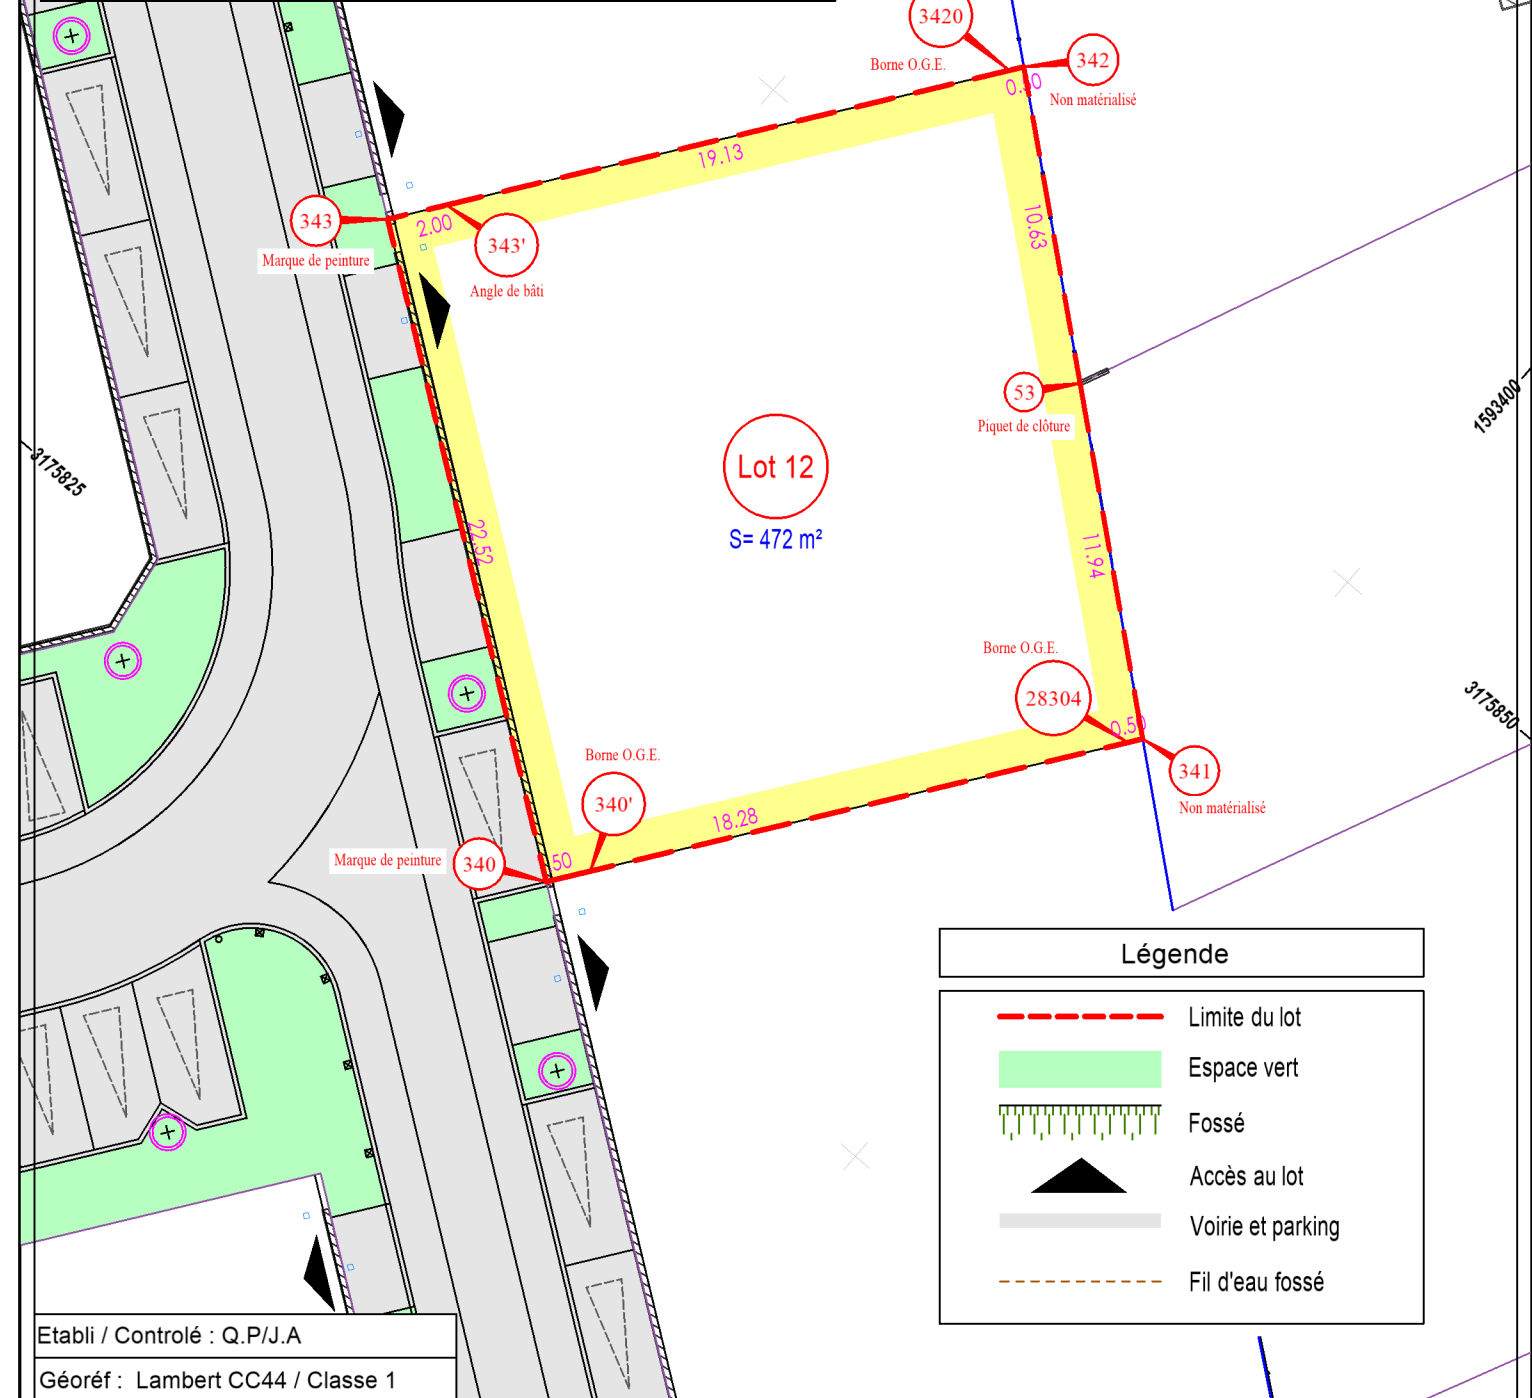 3420
Borne O.G.E.
342
0.50
Non matérialisé
19.13
343
2.00
343'
Marque de peinture
Angle de bâti
10.63
53
Piquet de clôture
1593400
3175825
Lot 12
S= 472 m²
22.52
11.94
Borne O.G.E.
28304
3175850
0.50
341
Non matérialisé
Borne O.G.E.
340'
18.28
Marque de peinture
340
50
Légende
Limite du lot
Espace vert
Fossé
Accès au lot
Voirie et parking
Fil d'eau fossé
Etabli / Controlé : Q.P/J.A
Géoréf : Lambert CC44 / Classe 1